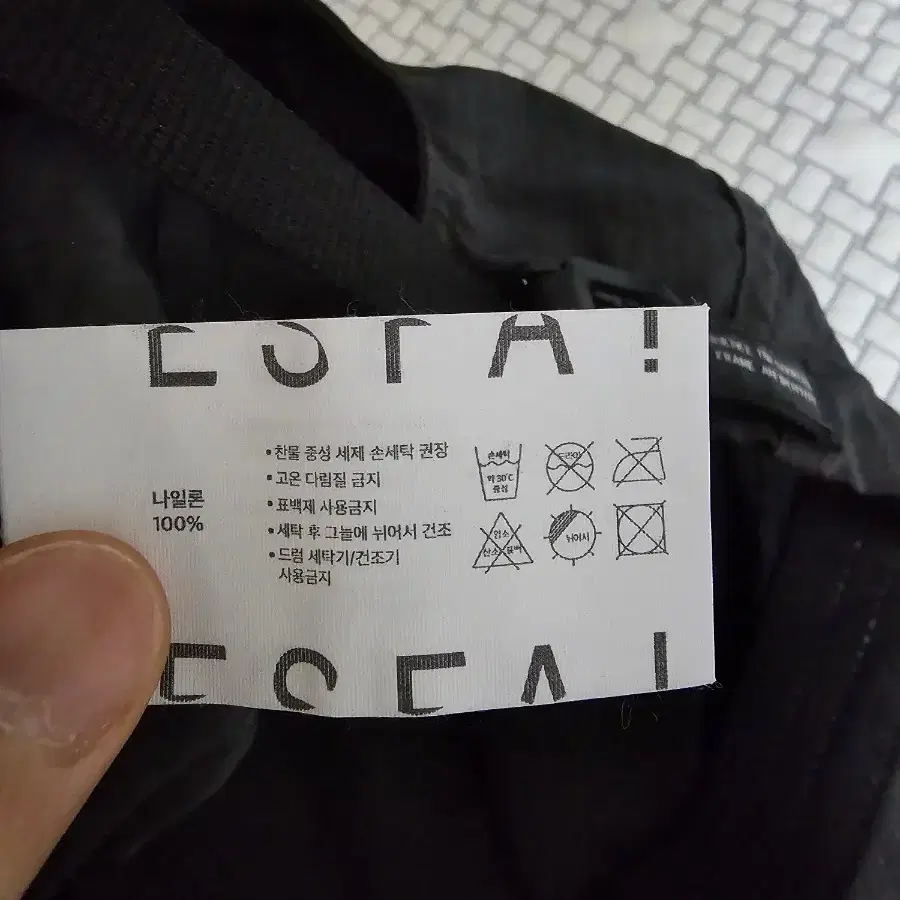 • 찬물 중성 세제 손세탁 권장
• 고온 다림질 금지
• 표백제 사용금지
• 세탁 후 그늘에 뉘어서 건조
• 드럼 세탁기/건조기
사용금지
나일론
100%
손세탁
약 30℃
중성
드라이
염소
산소 표백
뉘어서